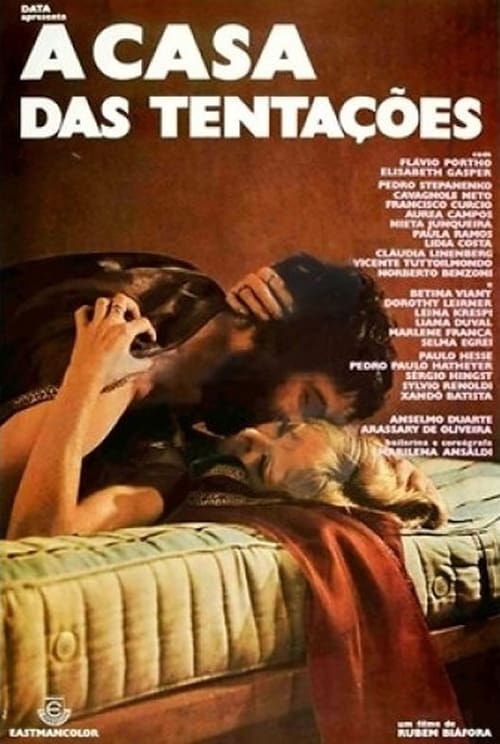 DATA
apresenta
A CASA
DAS TENTAÇÕES
com
FLÁVIO PORTHO
ELISABETH GASPER
PEDRO STEPANENKO
CAVAGNOLE NETO
FRANCISCO CURCIO
AUREA CAMPOS
NIETA JUNQUEIRA
PAULA RAMOS
LIDIA COSTA
CLÁUDIA LINENBERG
VICENTE TUTTOILMONDO
NORBERTO BENZONI
e
BETINA VIANY
DOROTHY LEIRNER
LEINA KRESPI
LIANA DUVAL
MARLENE FRANÇA
SELMA EGREI
PAULO HESSE
PEDRO PAULO HATHEYER
SÉRGIO HINGST
SYLVIO RENOLDI
XANDÓ BATISTA
ANSELMO DUARTE
ARASSARY DE OLIVEIRA
bailarina e coreógrafa
MARILENA ANSALDI
EASTMANCOLOR
um filme de
RUBEM BIÁFORA